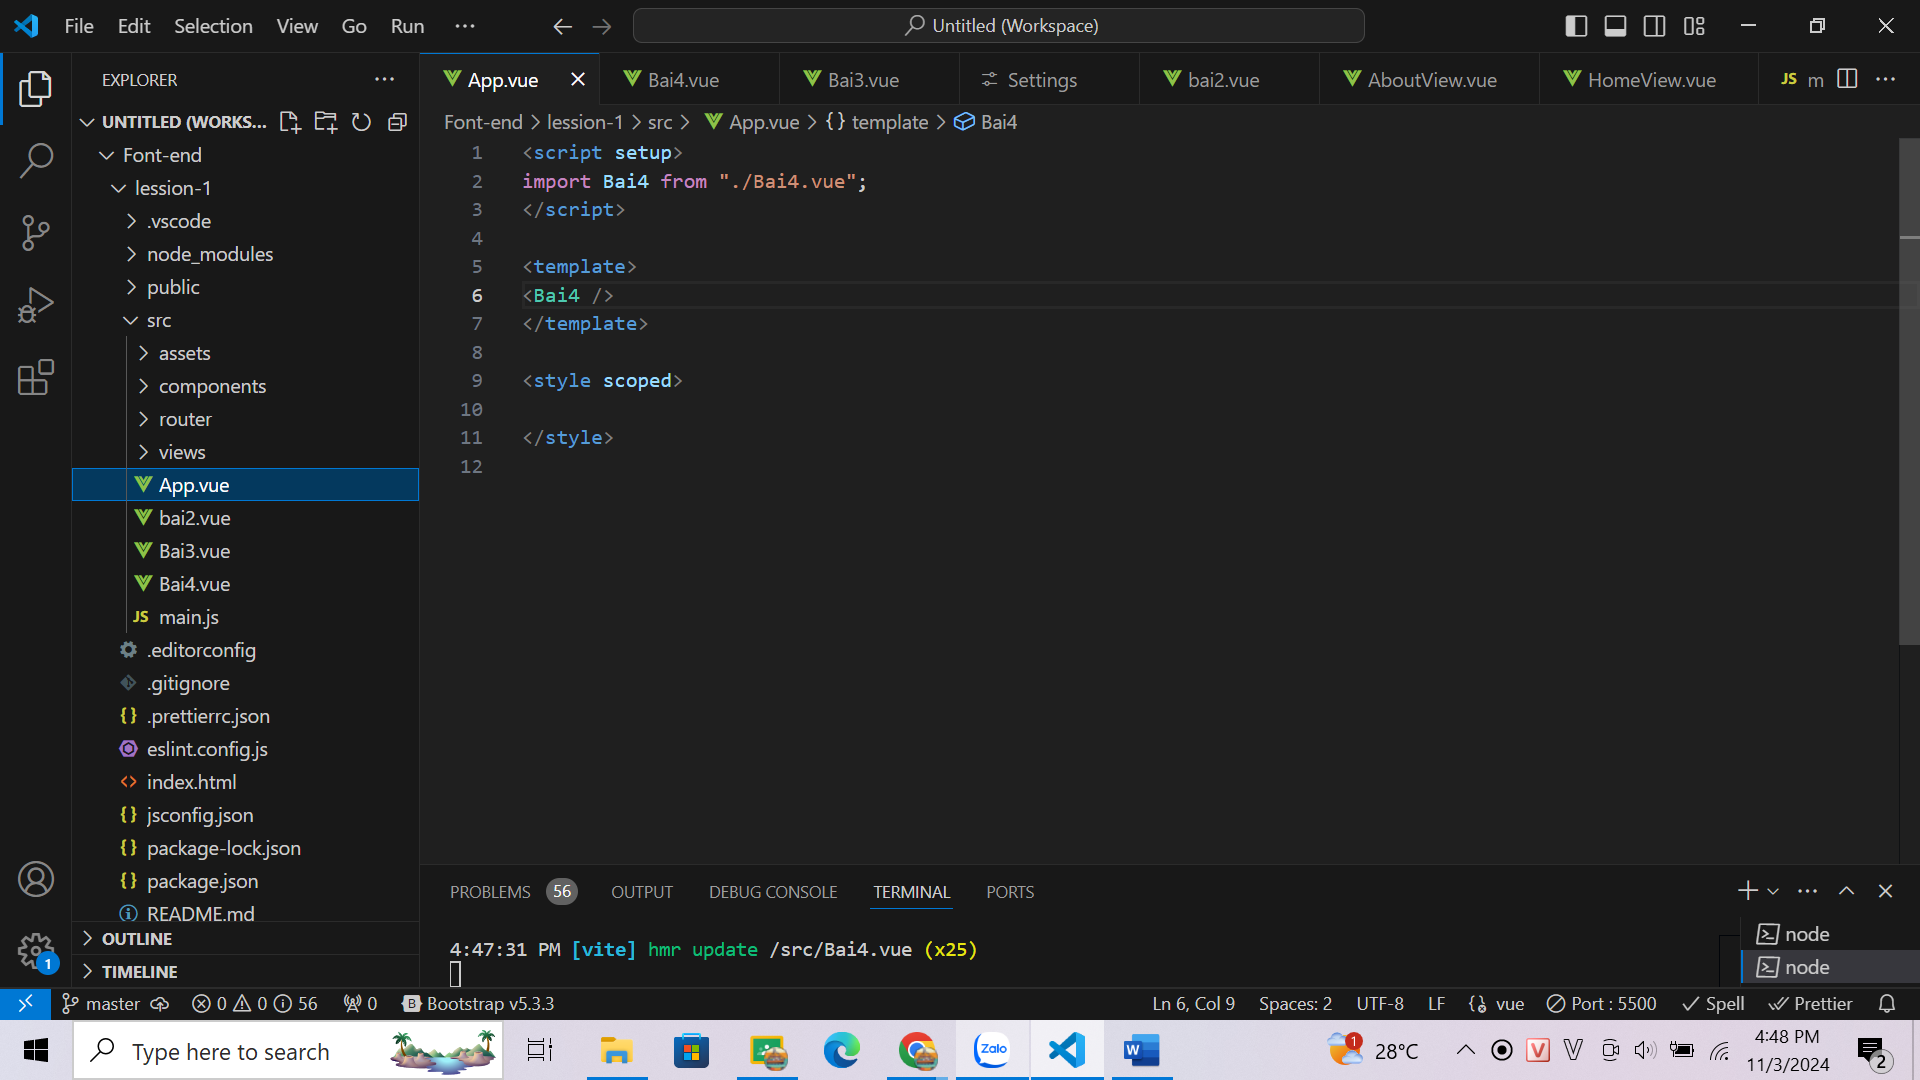 File Edit Selection View Go Run
Untitled (Workspace)
EXPLORER
App.vue
Bai4.vue
Bai3.vue
Settings
bai2.vue
AboutView.vue
HomeView.vue
JS m
UNTITLED (WORKS...
Font-end
lession-1
.vscode
node_modules
public
src
assets
components
router
views
App.vue
bai2.vue
Bai3.vue
Bai4.vue
JS main.js
.editorconfig
.gitignore
{} .prettierrc.json
eslint.config.js
<> index.html
{} jsconfig.json
{} package-lock.json
{} package.json
README.md
OUTLINE
TIMELINE
1
Font-end > lession-1 > src > App.vue > {} template > Bai4
1 <script setup>
2 import Bai4 from "./Bai4.vue";
3 </script>
4
5 <template>
6 <Bai4 />
7 </template>
8
9 <style scoped>
10
11 </style>
12
PROBLEMS 56 OUTPUT DEBUG CONSOLE TERMINAL PORTS
4:47:31 PM [vite] hmr update /src/Bai4.vue (x25)
node
node
master 0 0 56 0 B Bootstrap v5.3.3
Ln 6, Col 9 Spaces: 2 UTF-8 LF vue Port : 5500 Spell Prettier
Type here to search
Zalo
W
1
28°C
V
4:48 PM
11/3/2024
2